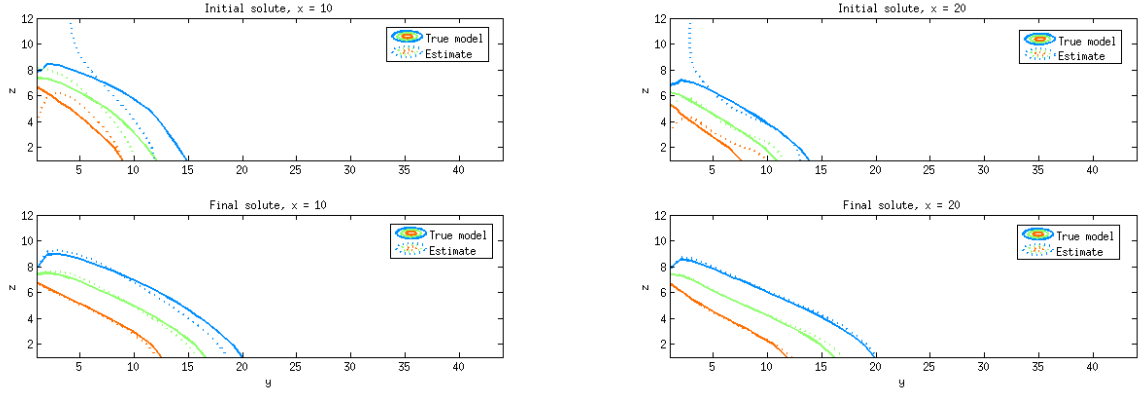 Initial solute, x = 10
12
10
8
6
4
2
z
True model
Estimate
5 10 15 20 25 30 35 40
Initial solute, x = 20
12
10
8
6
4
2
z
True model
Estimate
5 10 15 20 25 30 35 40
Final solute, x = 10
12
10
8
6
4
2
z
True model
Estimate
5 10 15 20 25 30 35 40
y
Final solute, x = 20
12
10
8
6
4
2
z
True model
Estimate
5 10 15 20 25 30 35 40
y